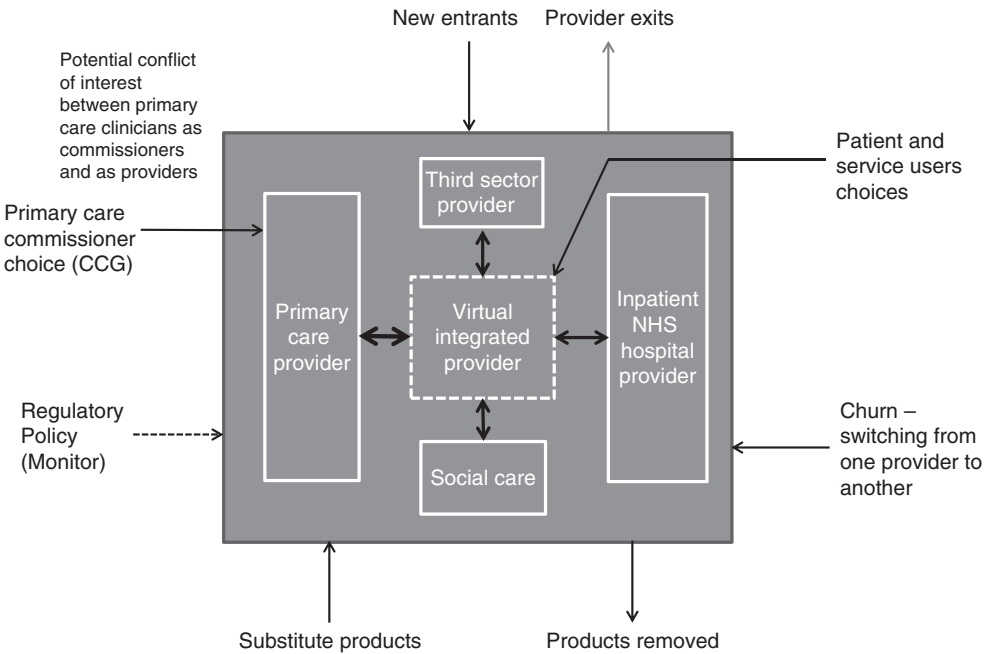 New entrants
Provider exits
Potential conflict
of interest
between primary
care clinicians as
commissioners
and as providers
Patient and
service users
choices
Third sector
provider
Primary care
commissioner
choice (CCG)
Primary
care
provider
Virtual
integrated
provider
Inpatient
NHS
hospital
provider
Regulatory
Policy
(Monitor)
Churn –
switching from
one provider to
another
Social care
Substitute products
Products removed